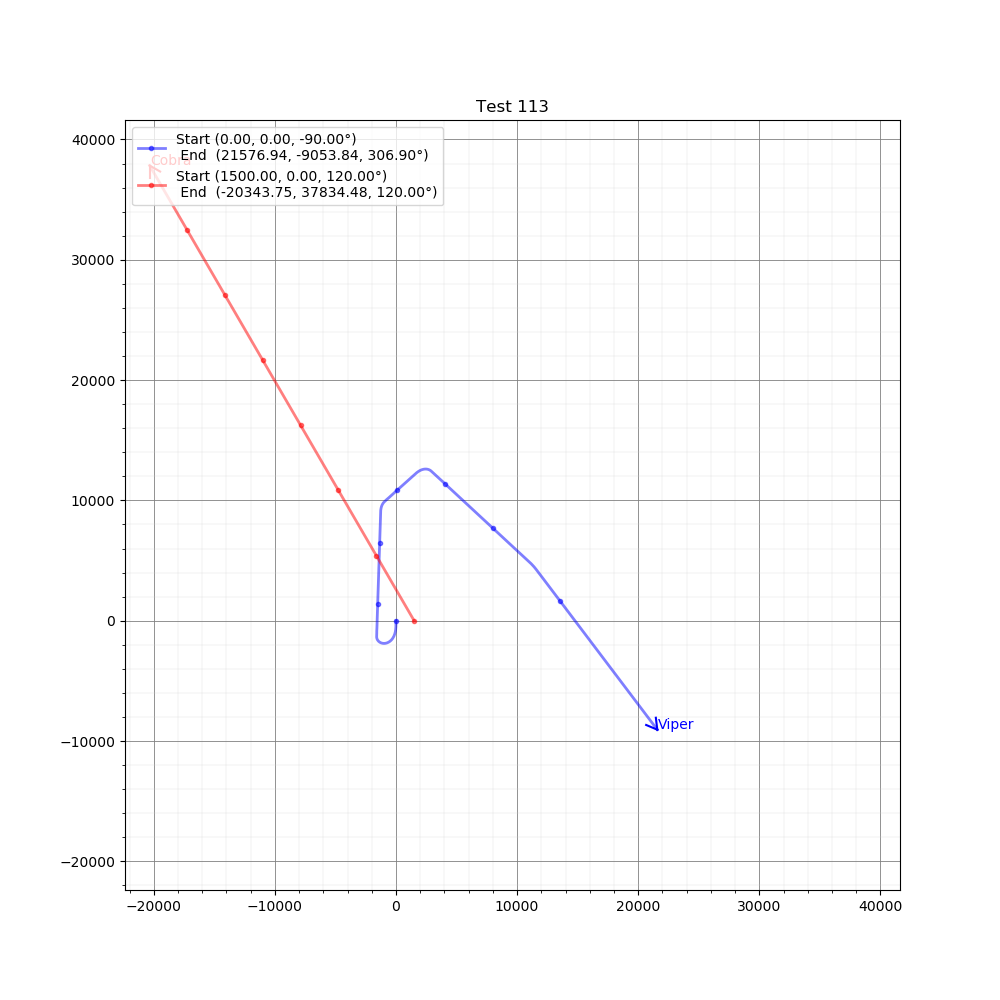 Test 113
Start (0.00, 0.00, -90.00°)
End (21576.94, -9053.84, 306.90°)
Start (1500.00, 0.00, 120.00°)
End (-20343.75, 37834.48, 120.00°)
Cobra
Viper
40000
30000
20000
10000
0
−10000
−20000
−20000 −10000 0 10000 20000 30000 40000